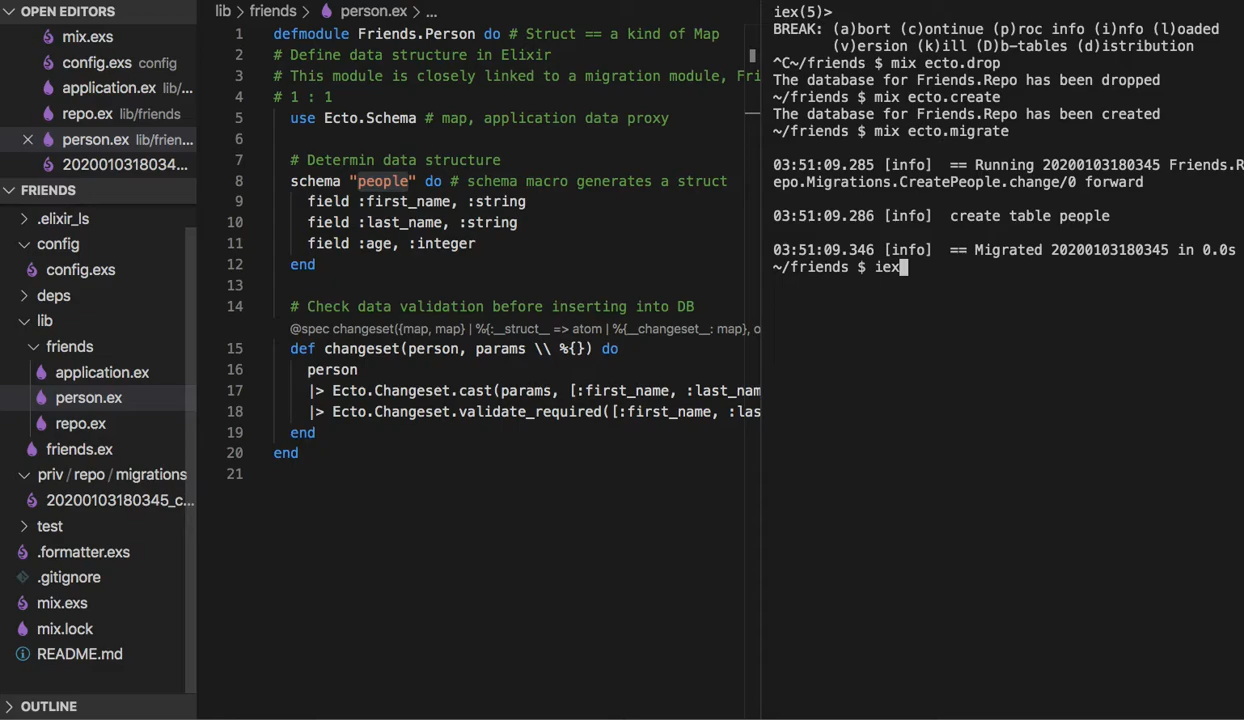 OPEN EDITORS
mix.exs
config.exs config
application.ex lib/...
repo.ex lib/friends
person.ex lib/frien...
2020010318034...
FRIENDS
.elixir_ls
config
config.exs
deps
lib
friends
application.ex
person.ex
repo.ex
friends.ex
priv / repo / migrations
20200103180345_c...
test
.formatter.exs
.gitignore
mix.exs
mix.lock
README.md
OUTLINE
lib > friends > person.ex > ...
1 defmodule Friends.Person do # Struct == a kind of Map
2 # Define data structure in Elixir
3 # This module is closely linked to a migration module, Fri
4 # 1 : 1
5 use Ecto.Schema # map, application data proxy
6
7 # Determin data structure
8 schema "people" do # schema macro generates a struct
9 field :first_name, :string
10 field :last_name, :string
11 field :age, :integer
12 end
13
14 # Check data validation before inserting into DB
@spec changeset({map, map} | %{:__struct__ => atom | %{__changeset__: map}, o
15 def changeset(person, params \\ %{}) do
16 person
17 |> Ecto.Changeset.cast(params, [:first_name, :last_nam
18 |> Ecto.Changeset.validate_required([:first_name, :las
19 end
20 end
21
iex(5)>
BREAK: (a)bort (c)ontinue (p)roc info (i)nfo (l)oaded
(v)ersion (k)ill (D)b-tables (d)istribution
^C~/friends $ mix ecto.drop
The database for Friends.Repo has been dropped
~/friends $ mix ecto.create
The database for Friends.Repo has been created
~/friends $ mix ecto.migrate
03:51:09.285 [info] == Running 20200103180345 Friends.R
epo.Migrations.CreatePeople.change/0 forward
03:51:09.286 [info] create table people
03:51:09.346 [info] == Migrated 20200103180345 in 0.0s
~/friends $ iex